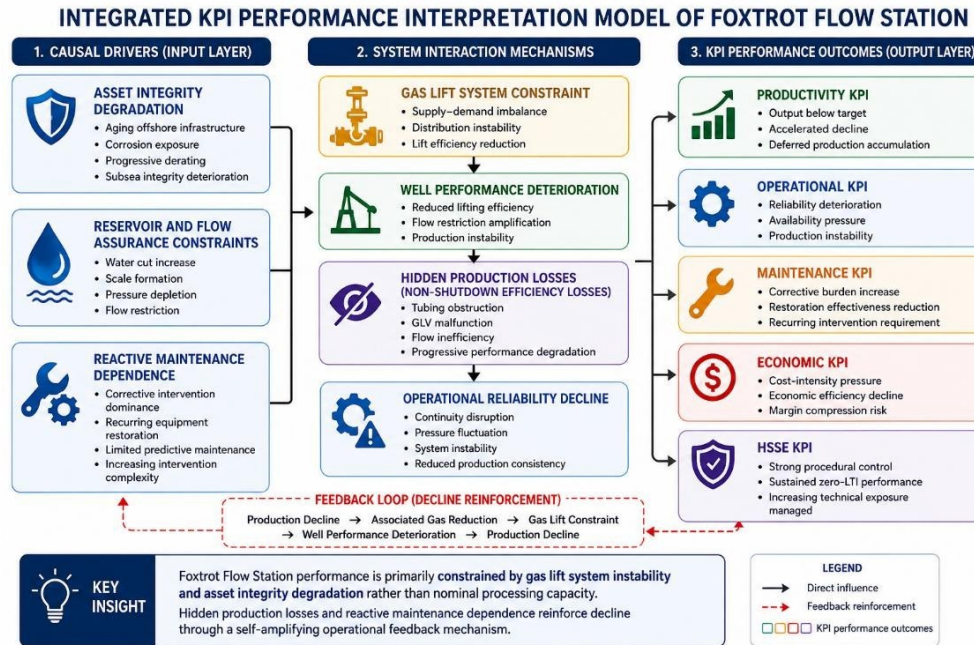 INTEGRATED KPI PERFORMANCE INTERPRETATION MODEL OF FOXTROT FLOW STATION
1. CAUSAL DRIVERS (INPUT LAYER)
ASSET INTEGRITY
DEGRADATION
• Aging offshore infrastructure
• Corrosion exposure
• Progressive derating
• Subsea integrity deterioration
RESERVOIR AND FLOW
ASSURANCE CONSTRAINTS
• Water cut increase
• Scale formation
• Pressure depletion
• Flow restriction
REACTIVE MAINTENANCE
DEPENDENCE
• Corrective intervention
dominance
• Recurring equipment
restoration
• Limited predictive maintenance
• Increasing intervention
complexity
2. SYSTEM INTERACTION MECHANISMS
GAS LIFT SYSTEM CONSTRAINT
• Supply–demand imbalance
• Distribution instability
• Lift efficiency reduction
WELL PERFORMANCE DETERIORATION
• Reduced lifting efficiency
• Flow restriction amplification
• Production instability
HIDDEN PRODUCTION LOSSES
(NON-SHUTDOWN EFFICIENCY LOSSES)
• Tubing obstruction
• GLV malfunction
• Flow inefficiency
• Progressive performance degradation
OPERATIONAL RELIABILITY DECLINE
• Continuity disruption
• Pressure fluctuation
• System instability
• Reduced production consistency
3. KPI PERFORMANCE OUTCOMES (OUTPUT LAYER)
PRODUCTIVITY KPI
• Output below target
• Accelerated decline
• Deferred production accumulation
OPERATIONAL KPI
• Reliability deterioration
• Availability pressure
• Production instability
MAINTENANCE KPI
• Corrective burden increase
• Restoration effectiveness reduction
• Recurring intervention requirement
ECONOMIC KPI
• Cost-intensity pressure
• Economic efficiency decline
• Margin compression risk
HSSE KPI
• Strong procedural control
• Sustained zero-LTI performance
• Increasing technical exposure
managed
FEEDBACK LOOP (DECLINE REINFORCEMENT)
Production Decline → Associated Gas Reduction → Gas Lift Constraint
→ Well Performance Deterioration → Production Decline
KEY
INSIGHT
Foxtrot Flow Station performance is primarily constrained by gas lift system instability
and asset integrity degradation rather than nominal processing capacity.
Hidden production losses and reactive maintenance dependence reinforce decline
through a self-amplifying operational feedback mechanism.
LEGEND
Direct influence
Feedback reinforcement
KPI performance outcomes